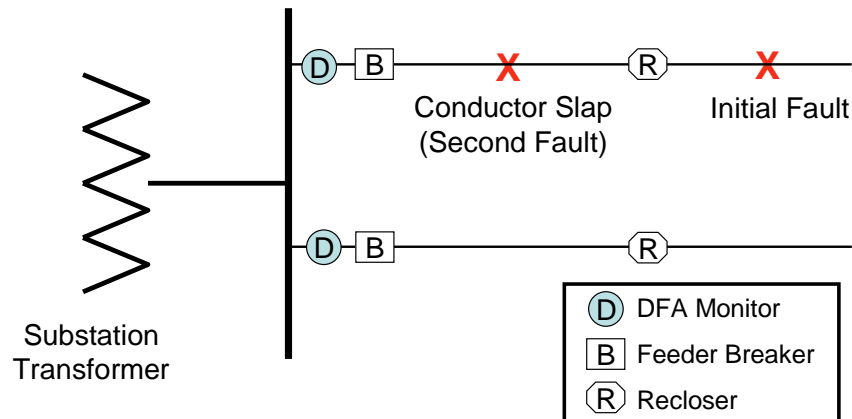 D B X R X
Conductor Slap
(Second Fault)
Initial Fault
D B R
Substation
Transformer
D DFA Monitor
B Feeder Breaker
R Recloser